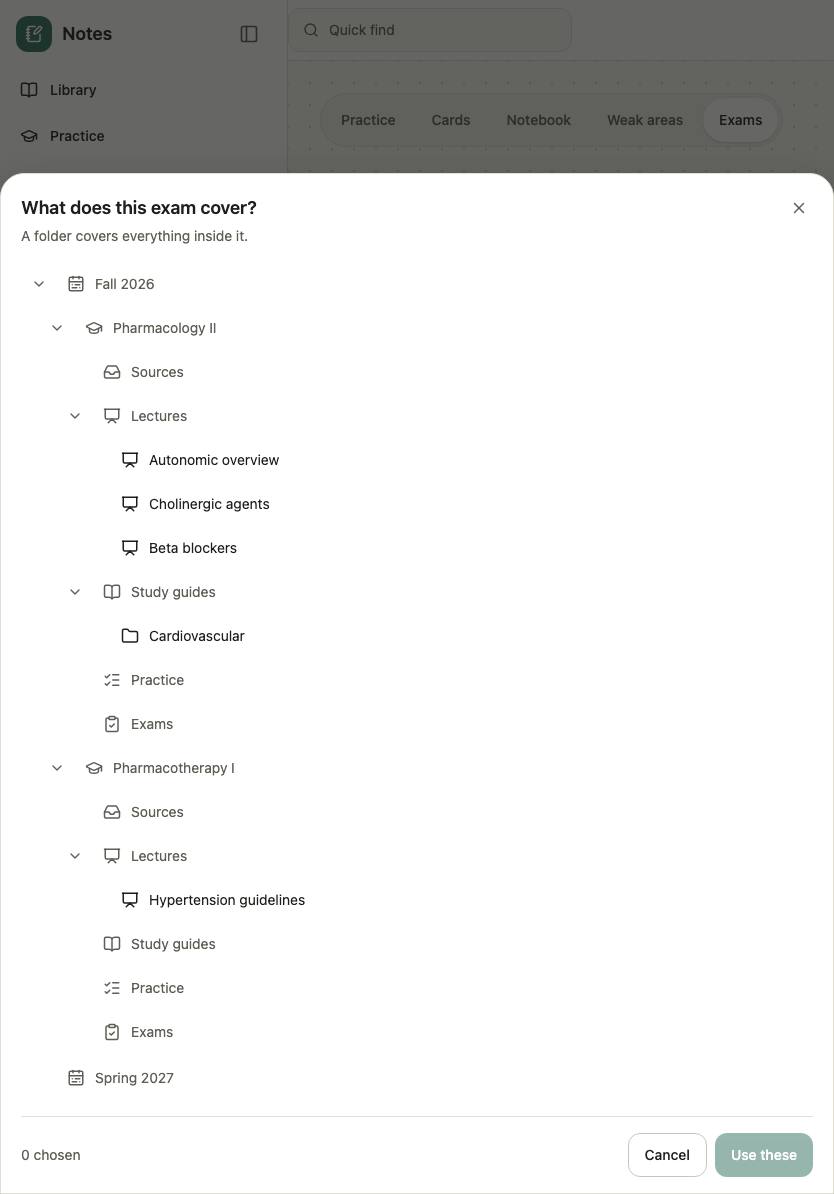 Notes
Quick find
Library
Practice
Practice Cards Notebook Weak areas Exams
What does this exam cover?
A folder covers everything inside it.
Fall 2026
Pharmacology II
Sources
Lectures
Autonomic overview
Cholinergic agents
Beta blockers
Study guides
Cardiovascular
Practice
Exams
Pharmacotherapy I
Sources
Lectures
Hypertension guidelines
Study guides
Practice
Exams
Spring 2027
0 chosen
Cancel
Use these